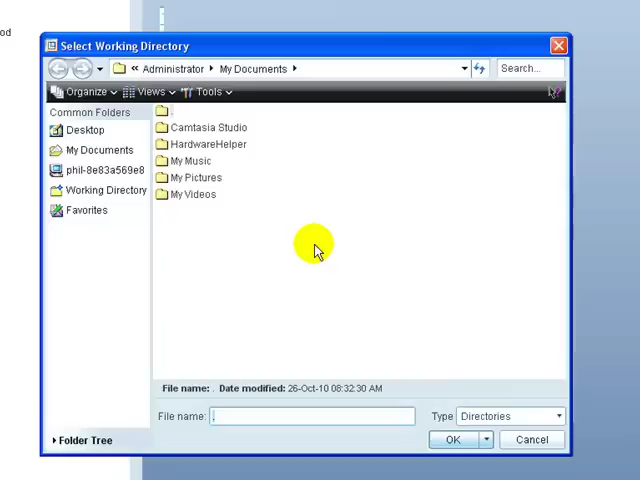 od
Select Working Directory
« Administrator My Documents Search...
Organize Views Tools
Common Folders
Desktop
My Documents
phil-8e83a569e8
Working Directory
Favorites
.
Camtasia Studio
HardwareHelper
My Music
My Pictures
My Videos
File name: . Date modified: 26-Oct-10 08:32:30 AM
File name: . Type Directories
Folder Tree
OK Cancel